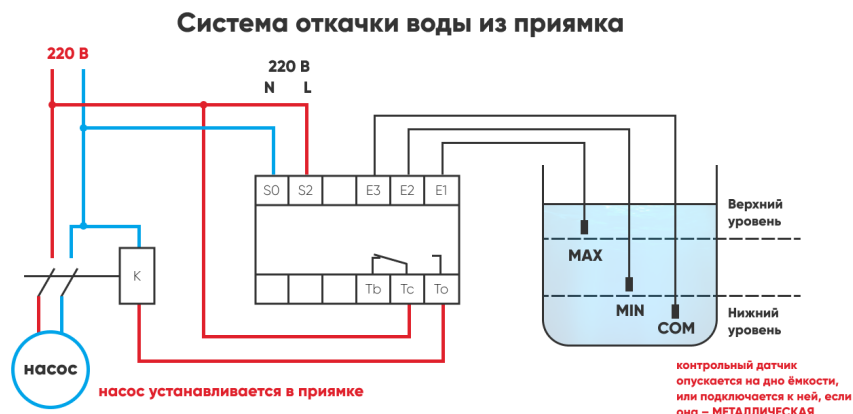 Система откачки воды из приямка
220 В
220 В
N L
S0 S2 E3 E2 E1
Верхний
уровень
MAX
K
Tb Tc To
MIN
COM
Нижний
уровень
насос
насос устанавливается в приямке
контрольный датчик
опускается на дно ёмкости,
или подключается к ней, если
она – МЕТАЛЛИЧЕСКАЯ